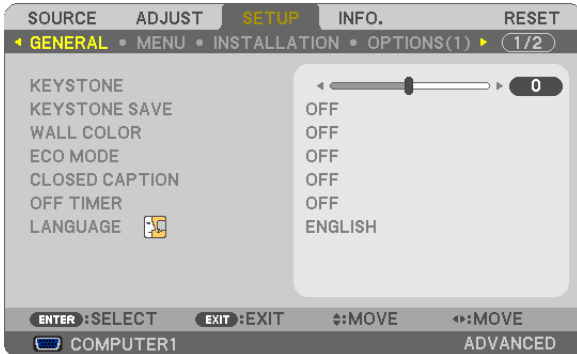 SOURCE ADJUST SETUP INFO. RESET
GENERAL • MENU • INSTALLATION • OPTIONS(1) 1/2
KEYSTONE 0
KEYSTONE SAVE OFF
WALL COLOR OFF
ECO MODE OFF
CLOSED CAPTION OFF
OFF TIMER OFF
LANGUAGE ENGLISH
ENTER :SELECT EXIT :EXIT :MOVE :MOVE
COMPUTER1 ADVANCED